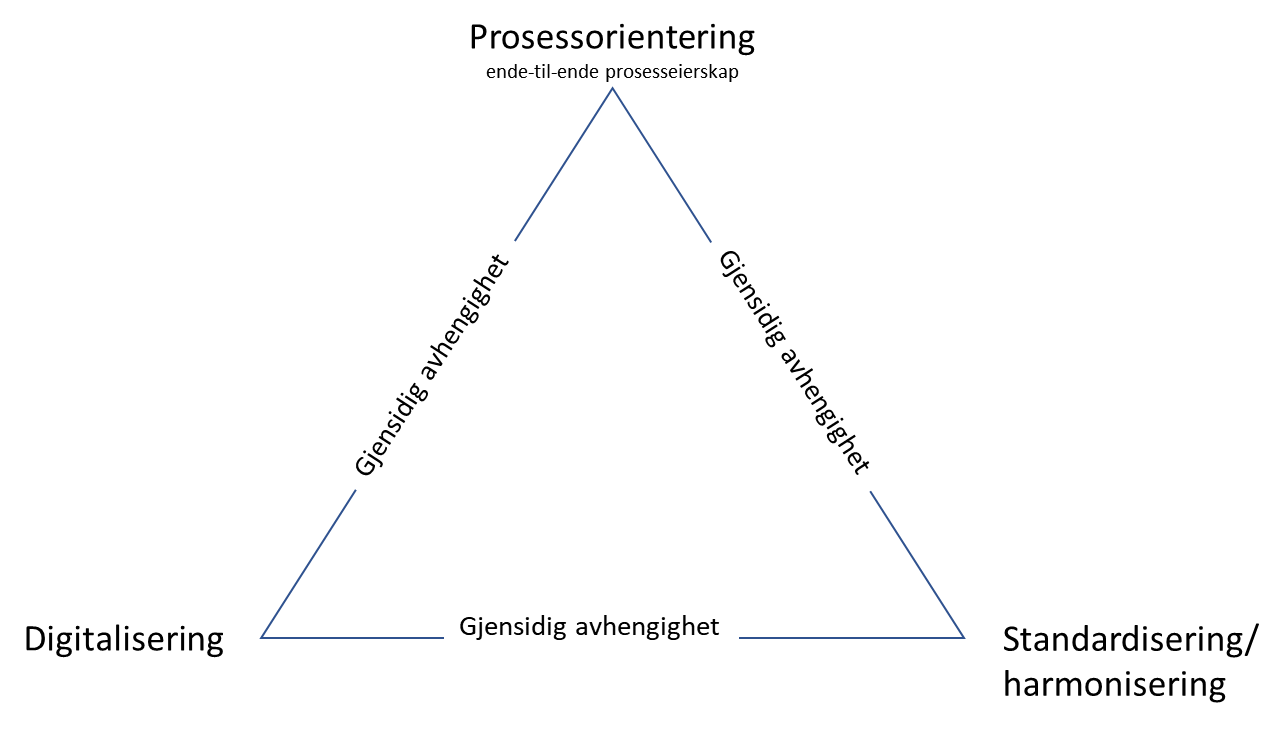 Prosessorientering
ende-til-ende prosesseierskap
Gjensidig avhengighet
Gjensidig avhengighet
Gjensidig avhengighet
Digitalisering
Standardisering/
harmonisering